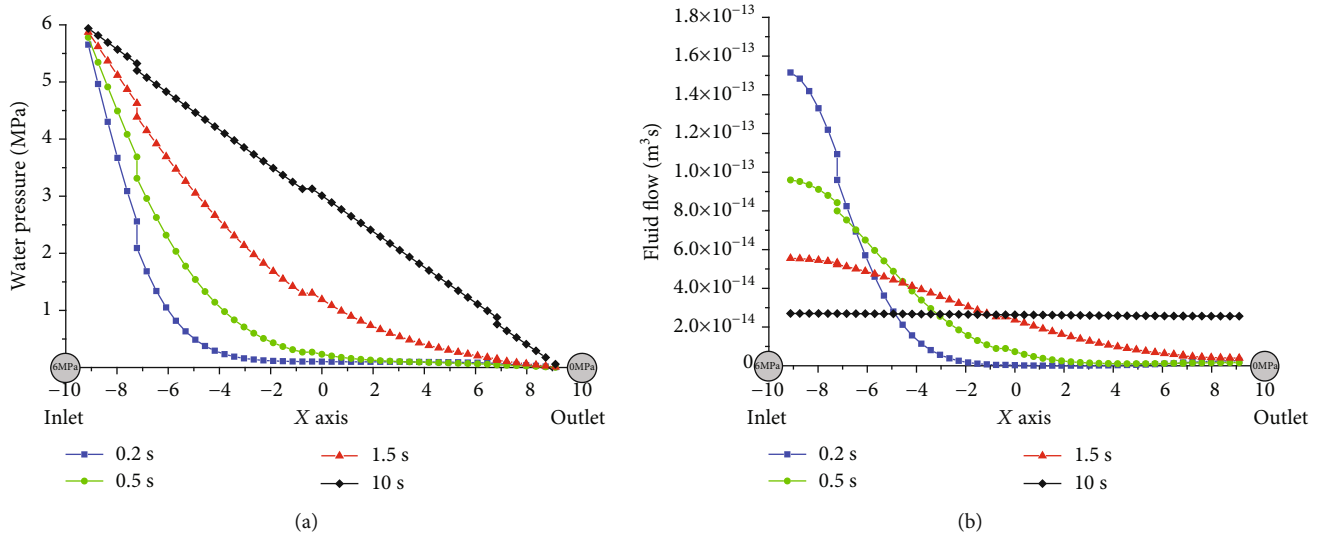 6
5
4
3
2
1
Water pressure (MPa)
6MPa
0MPa
−10 −8 −6 −4 −2 0 2 4 6 8 10
Inlet X axis Outlet
0.2 s 1.5 s
0.5 s 10 s
(a)
1.8×10−13
1.6×10−13
1.4×10−13
1.2×10−13
1.0×10−13
8.0×10−14
6.0×10−14
4.0×10−14
2.0×10−14
0
Fluid flow (m3s)
6MPa
0MPa
−10 −8 −6 −4 −2 0 2 4 6 8 10
Inlet X axis Outlet
0.2 s 1.5 s
0.5 s 10 s
(b)